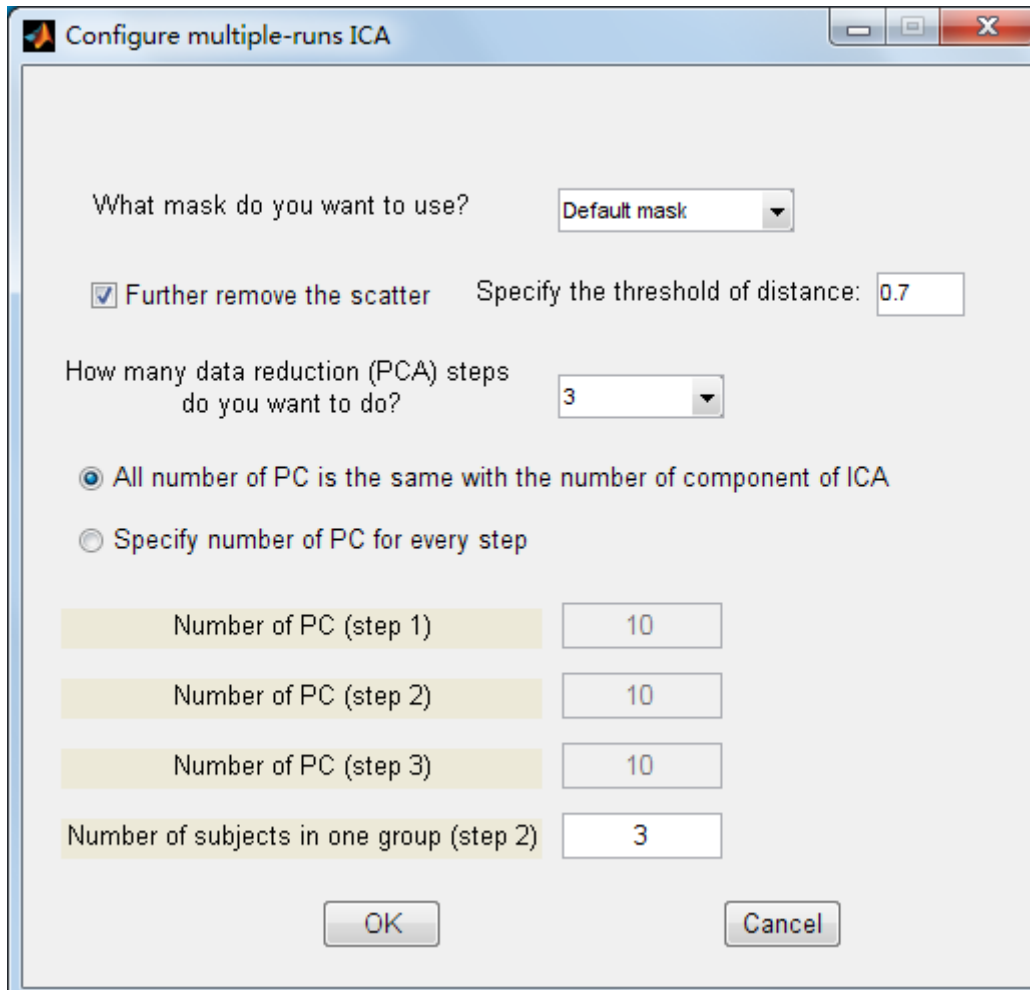 Configure multiple-runs ICA
What mask do you want to use?
Default mask
Further remove the scatter
Specify the threshold of distance:
0.7
How many data reduction (PCA) steps
do you want to do?
3
All number of PC is the same with the number of component of ICA
Specify number of PC for every step
Number of PC (step 1)
10
Number of PC (step 2)
10
Number of PC (step 3)
10
Number of subjects in one group (step 2)
3
OK
Cancel